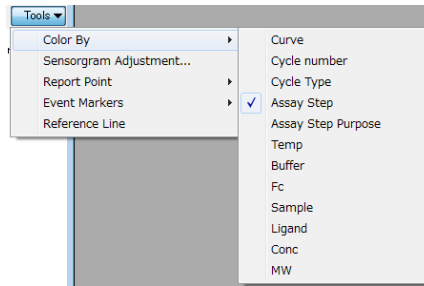 Tools
Color By
Sensorgram Adjustment...
Report Point
Event Markers
Reference Line
Curve
Cycle number
Cycle Type
Assay Step
Assay Step Purpose
Temp
Buffer
Fc
Sample
Ligand
Conc
MW